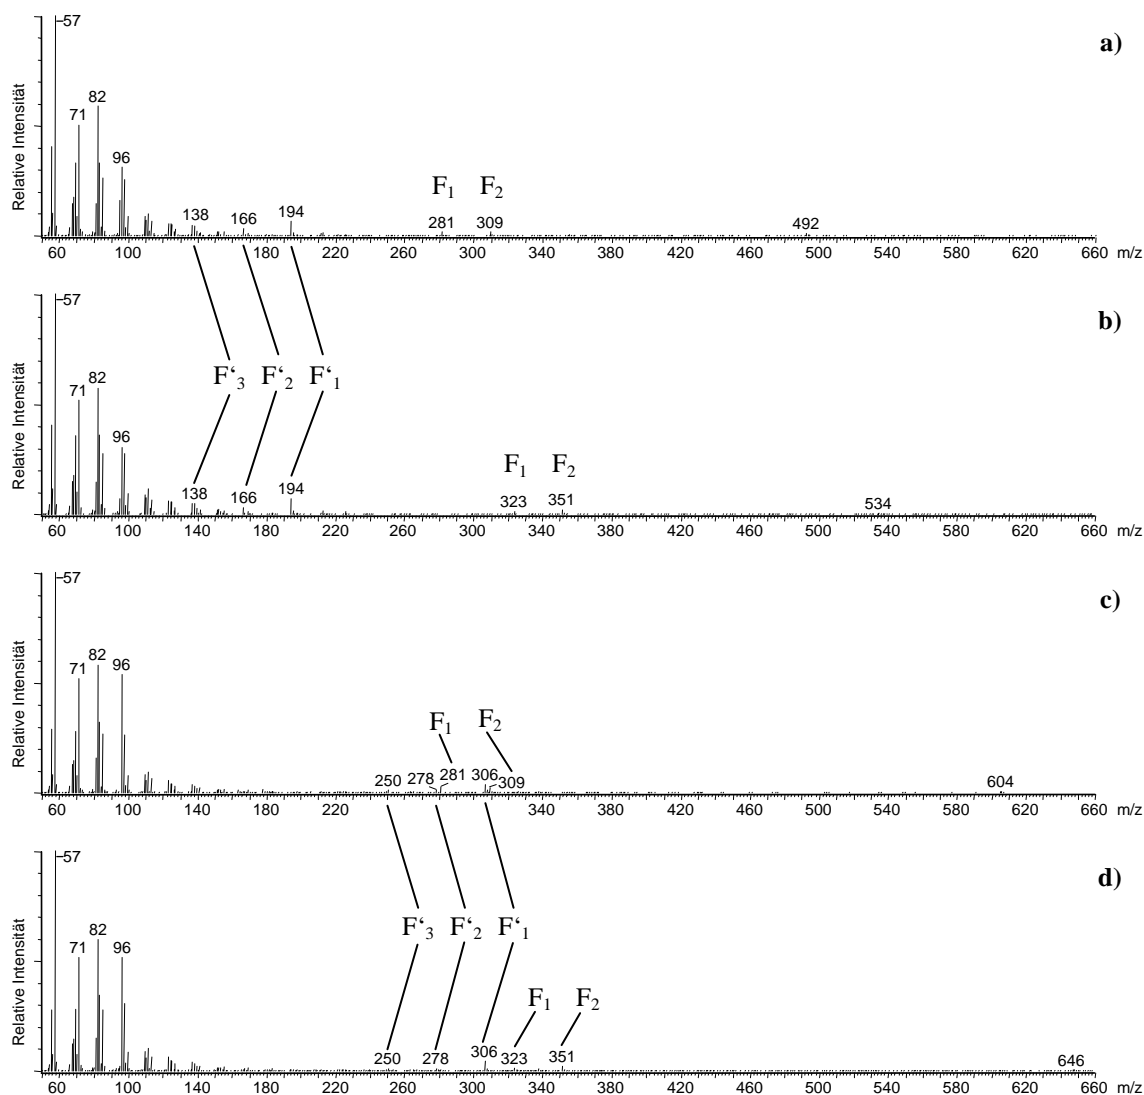 57
a)
82
71
96
F1 F2
138 166 194 281 309 492
Relative Intensität
60 100 140 180 220 260 300 340 380 420 460 500 540 580 620 660 m/z
57
b)
F‘3 F‘2 F‘1
82
71
96
F1 F2
138 166 194 323 351 534
Relative Intensität
60 100 140 180 220 260 300 340 380 420 460 500 540 580 620 660 m/z
57
c)
82 96
71
F1 F2
250 278 281 306 309 604
Relative Intensität
60 100 140 180 220 260 300 340 380 420 460 500 540 580 620 660 m/z
57
d)
F‘3 F‘2 F‘1
82
71 96
F1 F2
250 278 306 323 351 646
Relative Intensität
60 100 140 180 220 260 300 340 380 420 460 500 540 580 620 660 m/z